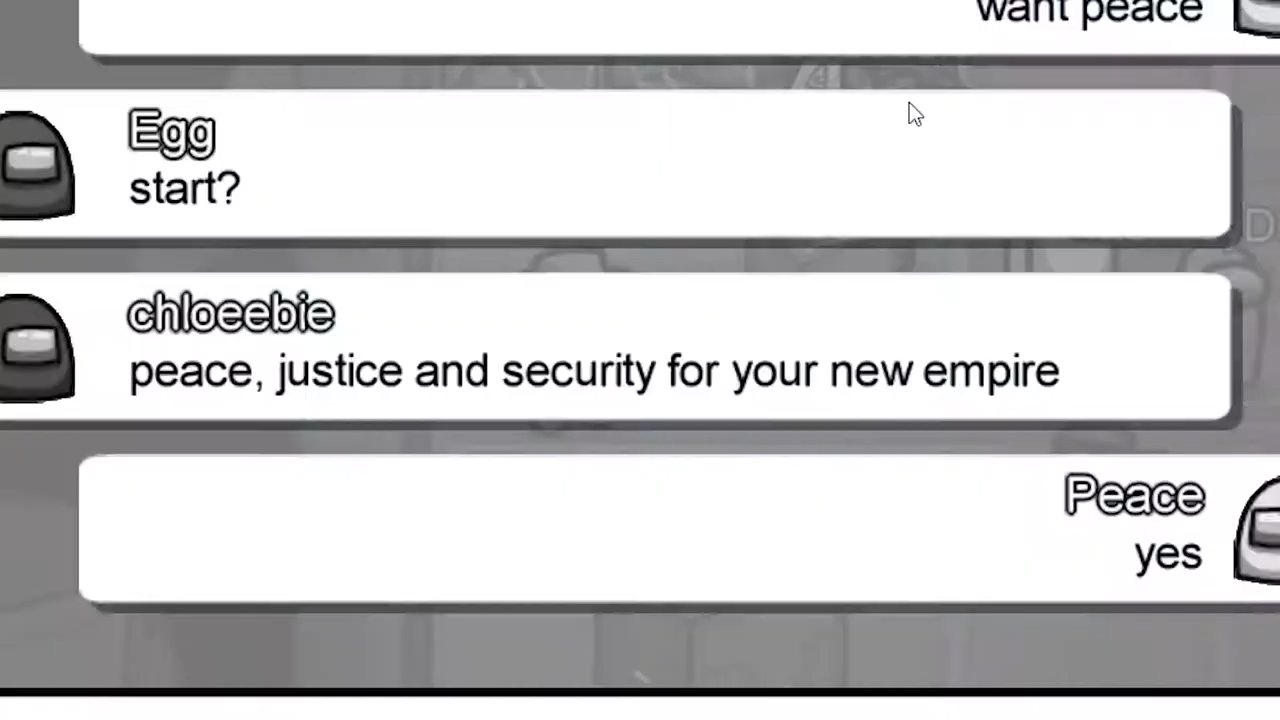 want peace
Egg
start?
chloeebie
peace, justice and security for your new empire
Peace
yes
D